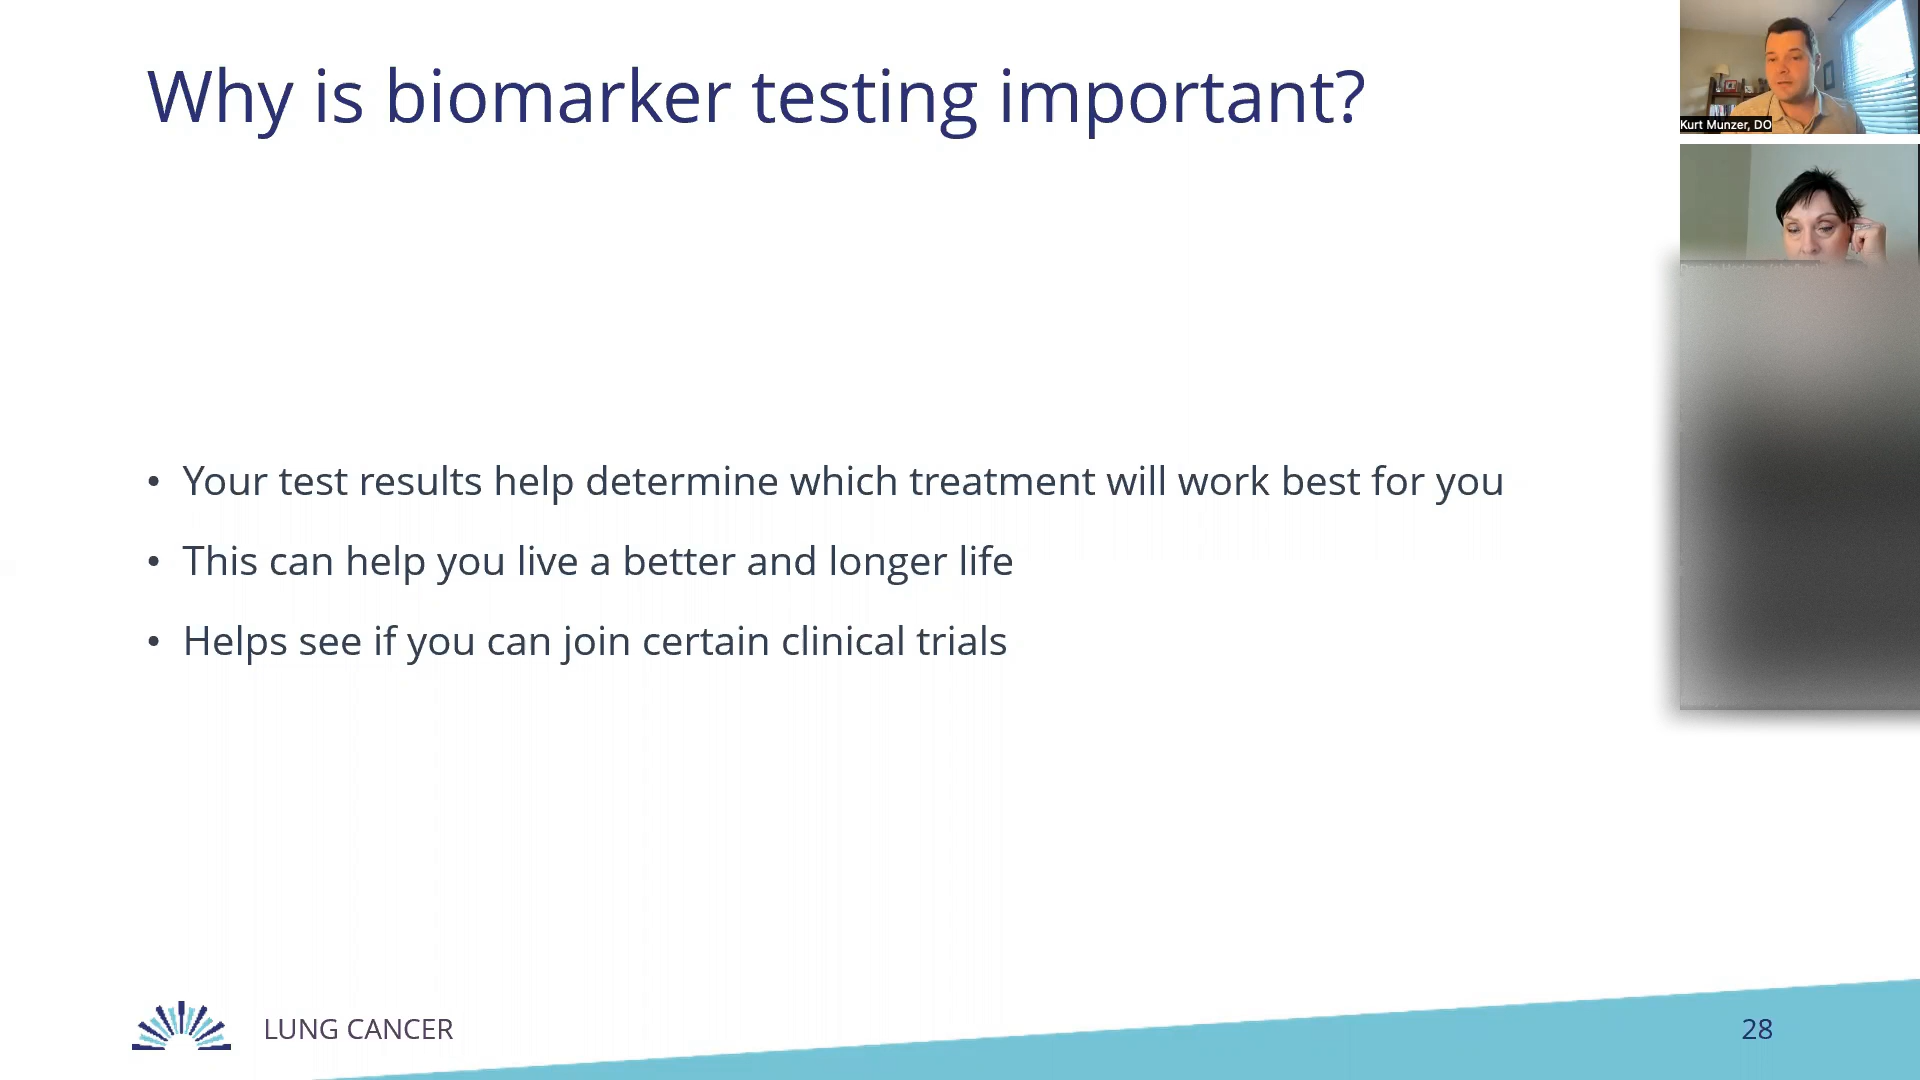 Why is biomarker testing important?
Kurt Munzer, DO
• Your test results help determine which treatment will work best for you
• This can help you live a better and longer life
• Helps see if you can join certain clinical trials
LUNG CANCER
28